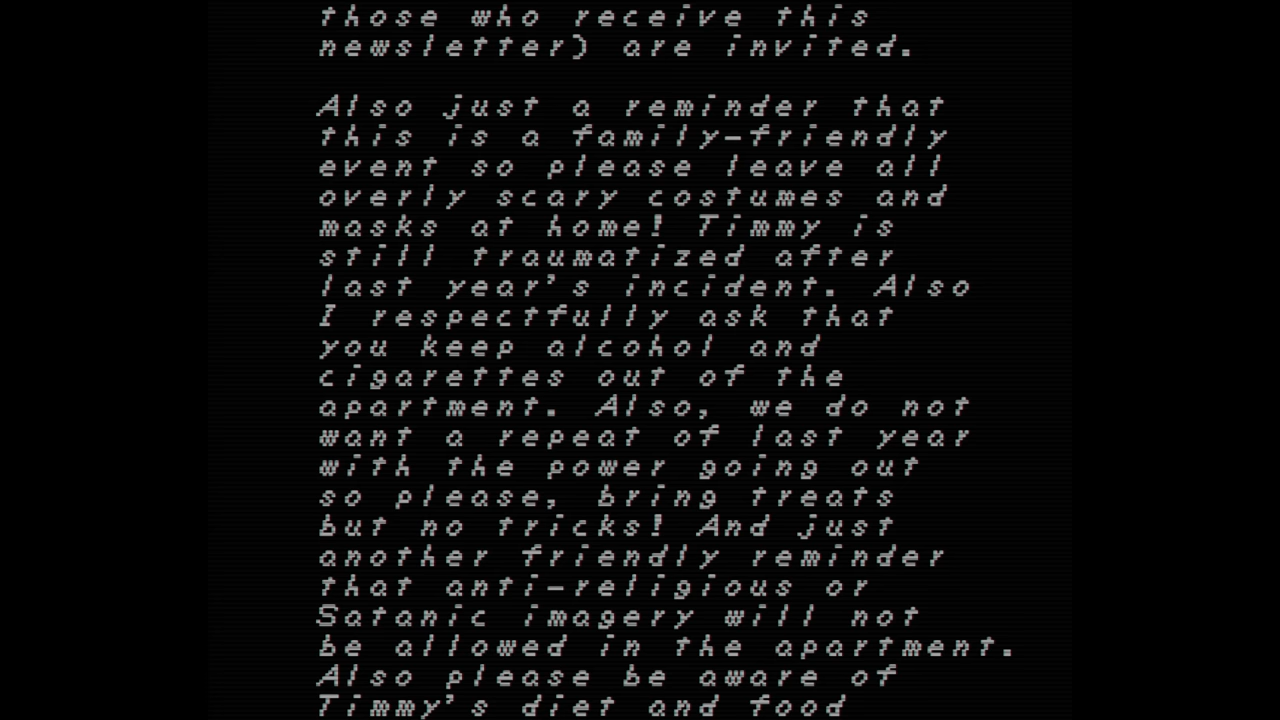 those who receive this
newsletter) are invited.
Also just a reminder that
this is a family-friendly
event so please leave all
overly scary costumes and
masks at home! Timmy is
still traumatized after
last year's incident. Also
I respectfully ask that
you keep alcohol and
cigarettes out of the
apartment. Also, we do not
want a repeat of last year
with the power going out
so please, bring treats
but no tricks! And just
another friendly reminder
that anti-religious or
Satanic imagery will not
be allowed in the apartment.
Also please be aware of
Timmy's diet and food